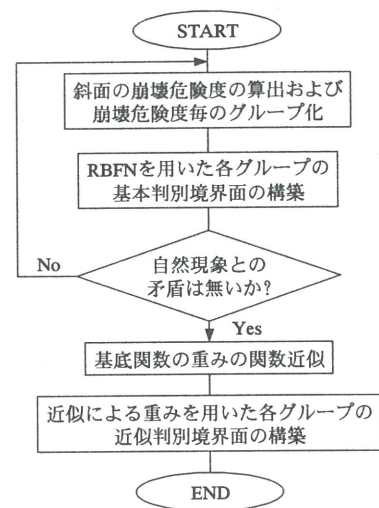 START
斜面の崩壊危険度の算出および
崩壊危険度毎のグループ化
RBFNを用いた各グループの
基本判別境界面の構築
自然現象との
矛盾は無いか?
No
Yes
基底関数の重みの関数近似
近似による重みを用いた各グループの
近似判別境界面の構築
END